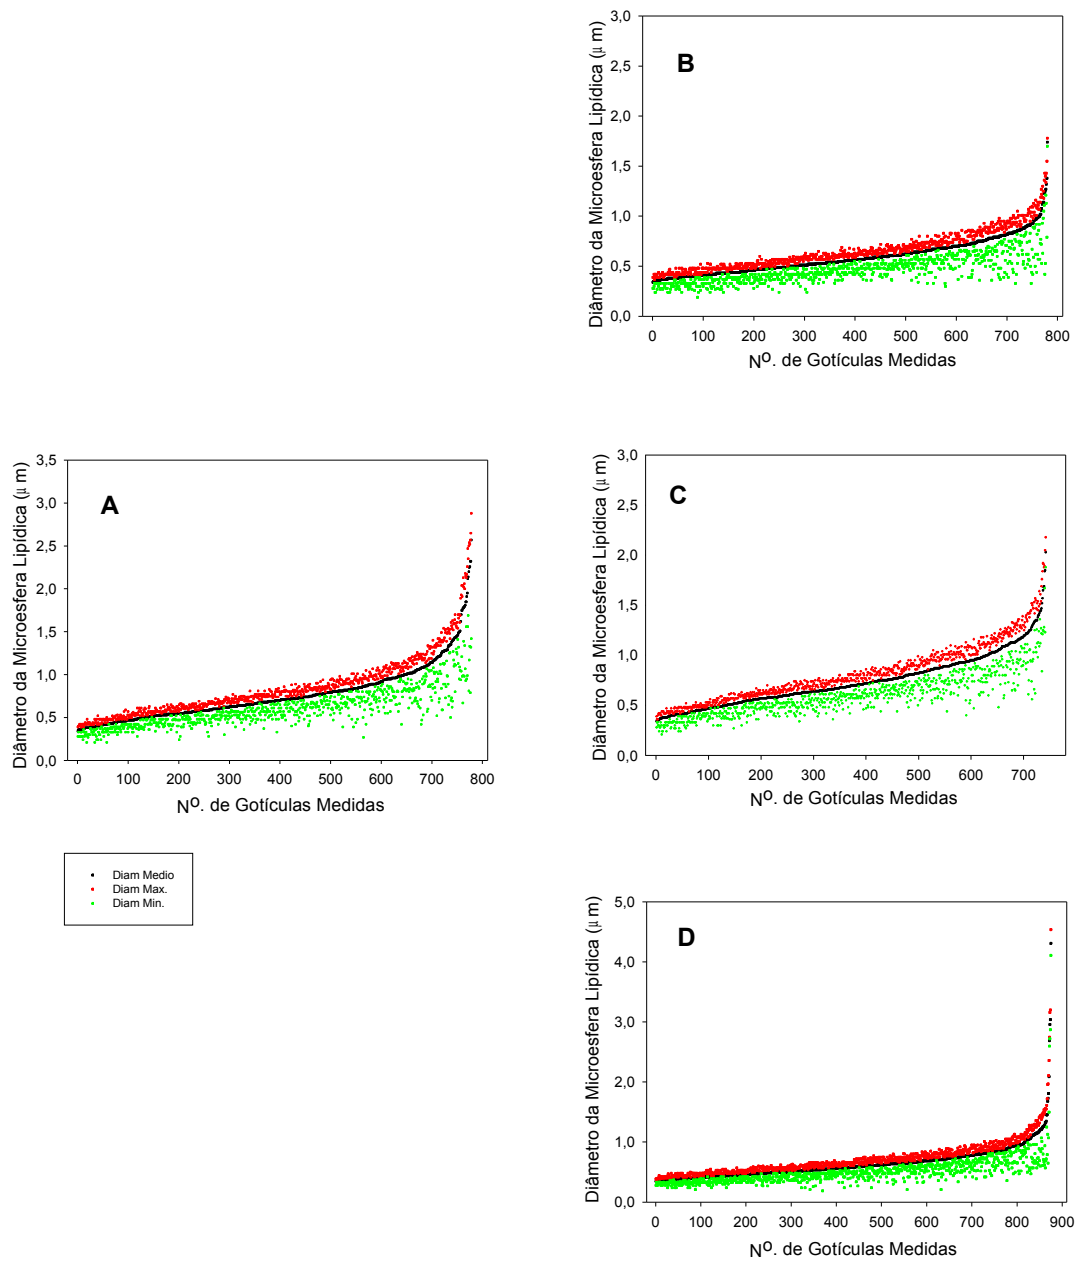 B
Diâmetro da Microesfera Lipídica (μ m)
3,0
2,5
2,0
1,5
1,0
0,5
0,0
0 100 200 300 400 500 600 700 800
Nº. de Gotículas Medidas
A
Diâmetro da Microesfera Lipídica (μ m)
3,5
3,0
2,5
2,0
1,5
1,0
0,5
0,0
0 100 200 300 400 500 600 700 800
Nº. de Gotículas Medidas
C
Diâmetro da Microesfera Lipídica (μ m)
3,0
2,5
2,0
1,5
1,0
0,5
0,0
0 100 200 300 400 500 600 700
Nº. de Gotículas Medidas
Diam Medio
Diam Max.
Diam Min.
D
Diâmetro da Microesfera Lipídica (μ m)
5,0
4,0
3,0
2,0
1,0
0,0
0 100 200 300 400 500 600 700 800 900
Nº. de Gotículas Medidas